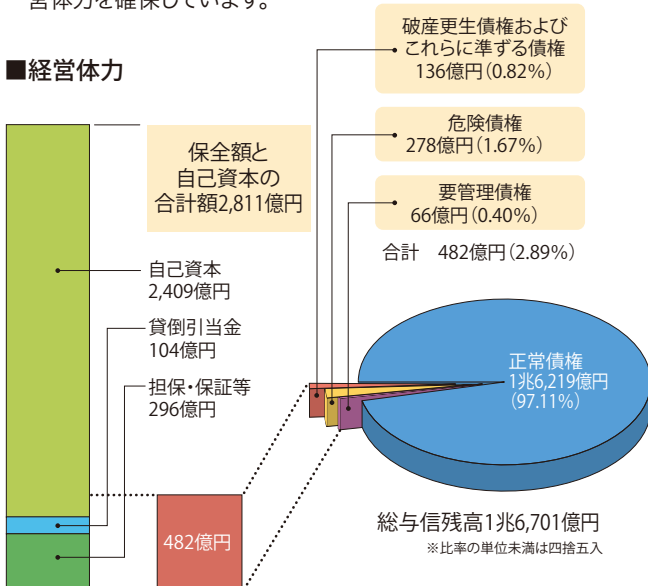 営体力を確保しています。
■経営体力
保全額と
自己資本の
合計額2,811億円
自己資本
2,409億円
貸倒引当金
104億円
担保・保証等
296億円
482億円
破産更生債権および
これらに準ずる債権
136億円(0.82%)
危険債権
278億円(1.67%)
要管理債権
66億円(0.40%)
合計　482億円(2.89%)
正常債権
1兆6,219億円
(97.11%)
総与信残高1兆6,701億円
※比率の単位未満は四捨五入